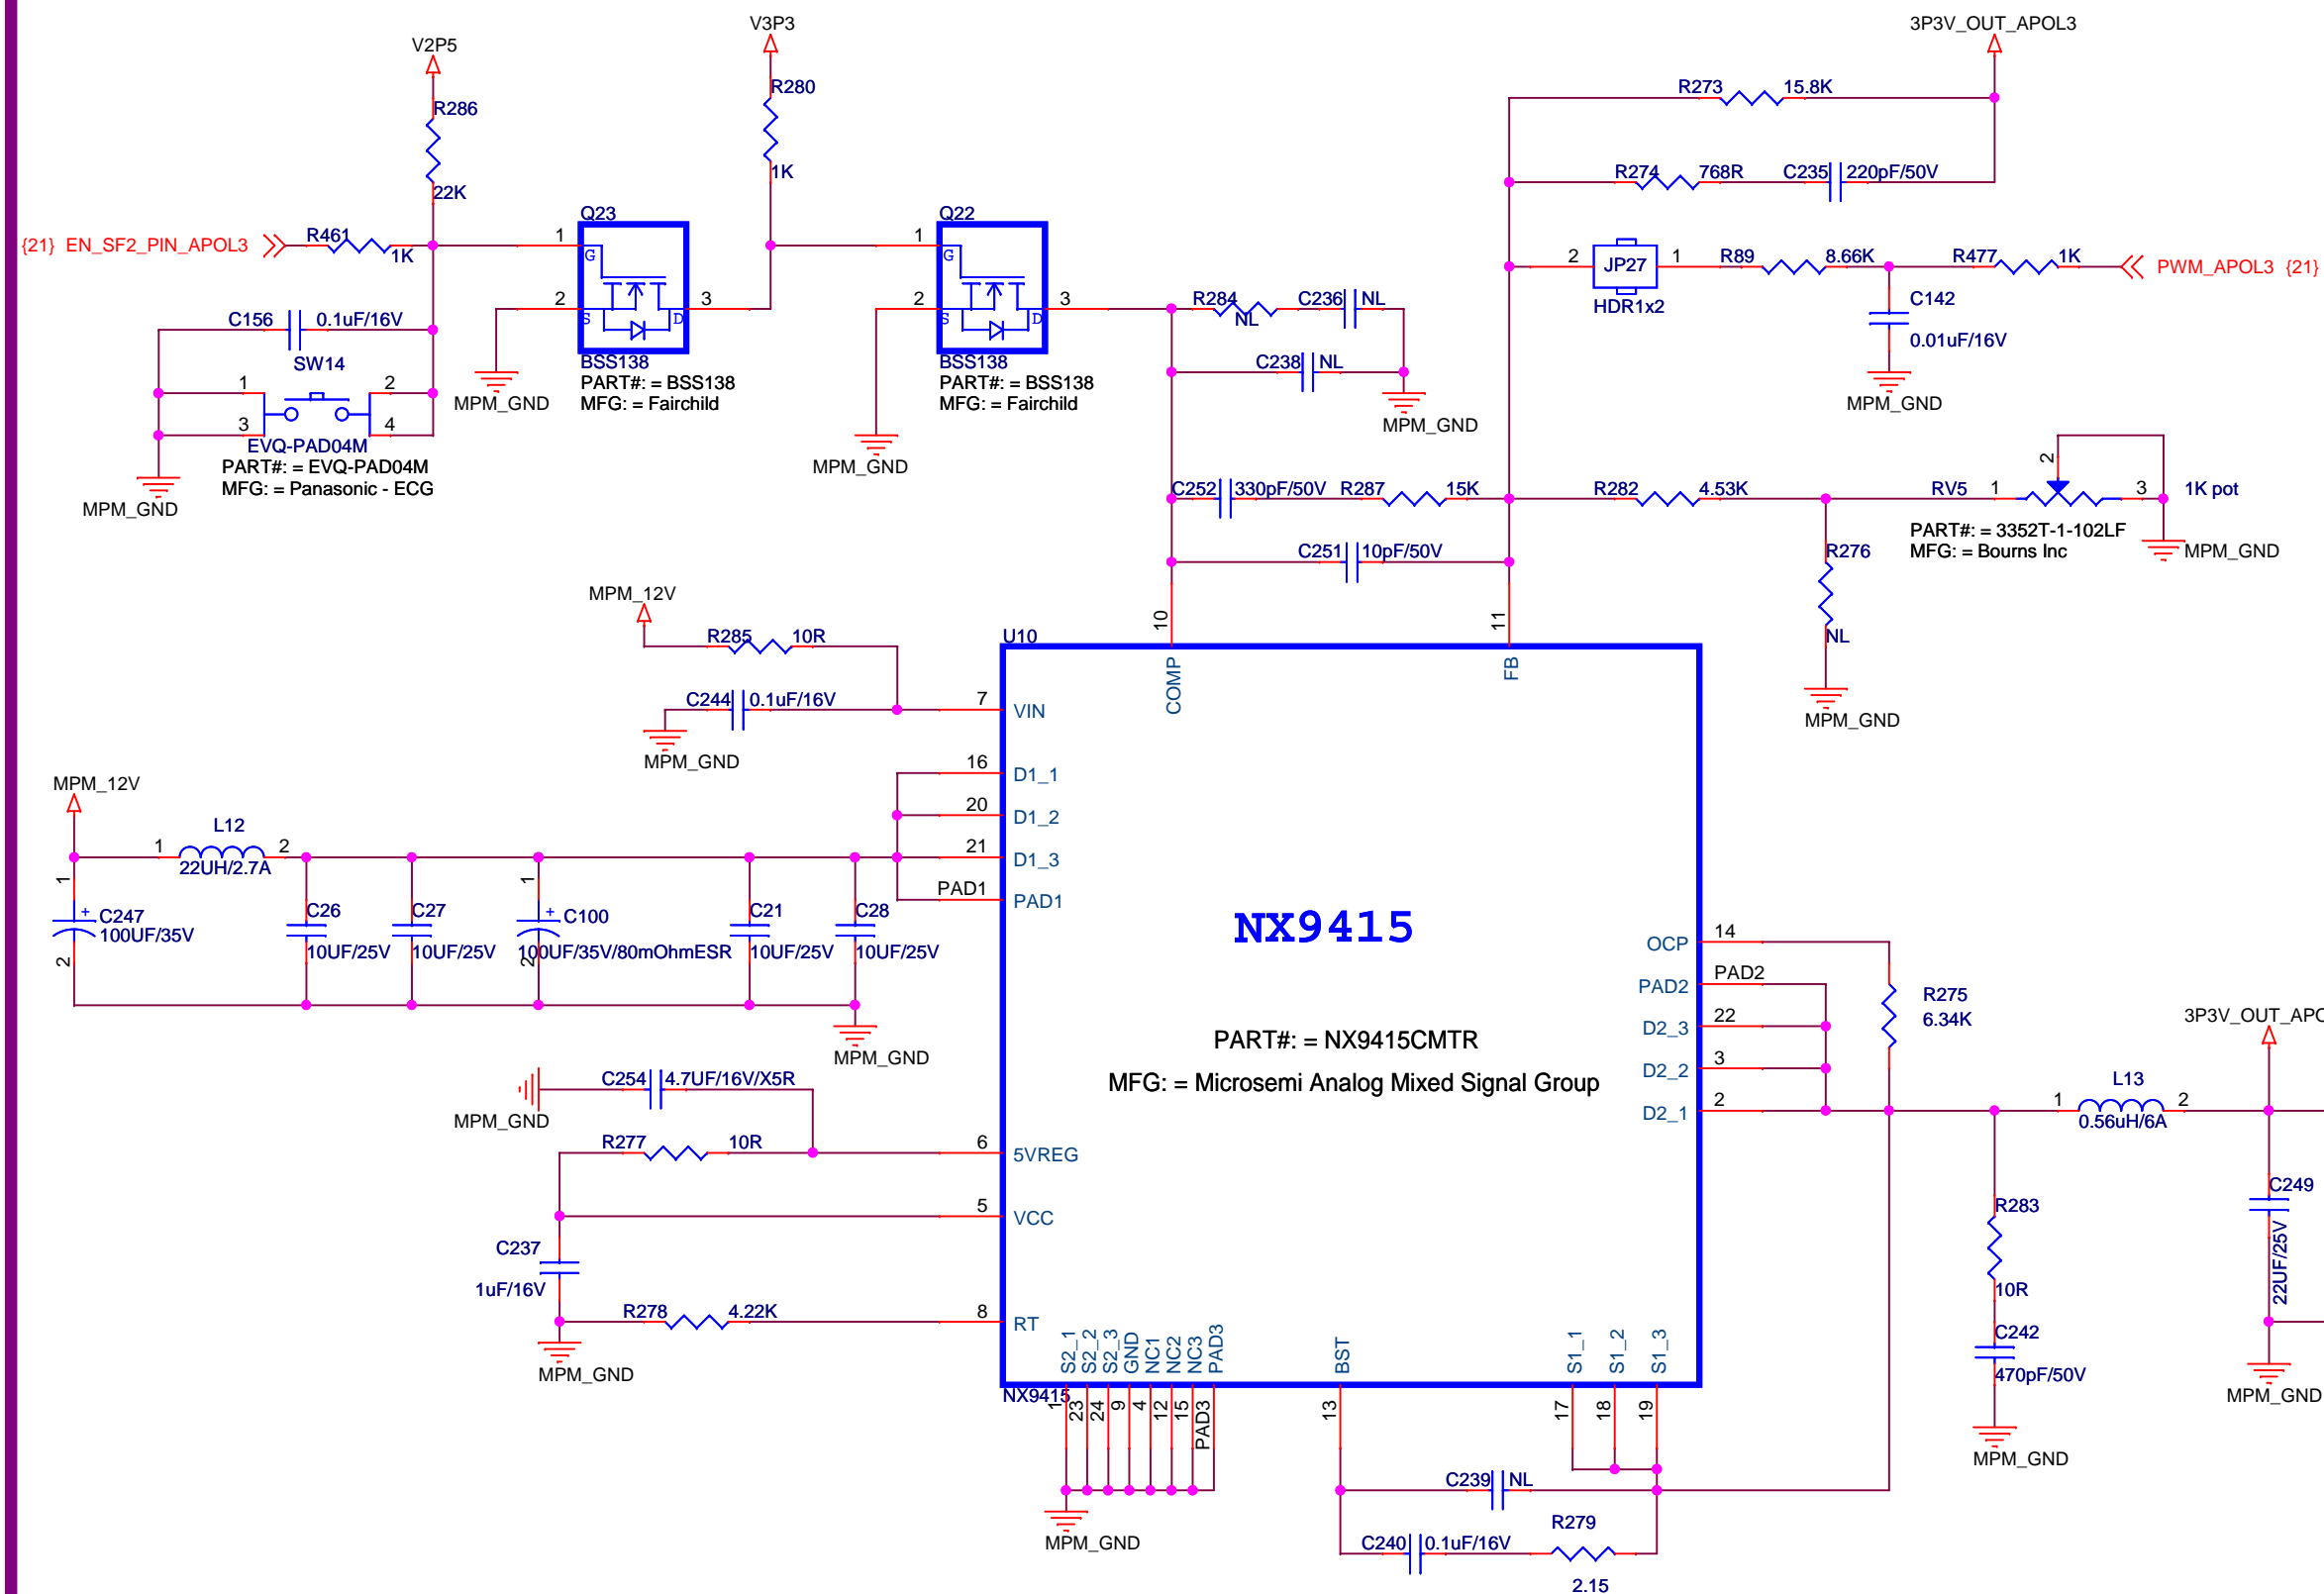 V2P5
R286
22K
V3P3
R280
1K
3P3V_OUT_APOL3
R273 15.8K
R274 768R C235 220pF/50V
{21} EN_SF2_PIN_APOL3
R461
1K
Q23
1
G
2
S
3
D
BSS138
PART#: = BSS138
MFG: = Fairchild
MPM_GND
Q22
1
G
2
S
3
D
BSS138
PART#: = BSS138
MFG: = Fairchild
MPM_GND
C156 0.1uF/16V
SW14
1 2
3 4
EVQ-PAD04M
PART#: = EVQ-PAD04M
MFG: = Panasonic - ECG
MPM_GND
R284
NL
C236 NL
C238 NL
MPM_GND
2 JP27 1
HDR1x2
R89 8.66K
R477 1K
PWM_APOL3 {21}
C142
0.01uF/16V
MPM_GND
C252 330pF/50V R287 15K
C251 10pF/50V
R282 4.53K
RV5 1
2
3
1K pot
PART#: = 3352T-1-102LF
MFG: = Bourns Inc
MPM_GND
R276
NL
MPM_GND
MPM_12V
R285 10R
C244 0.1uF/16V
MPM_GND
U10
10
COMP
11
FB
7 VIN
16 D1_1
20 D1_2
21 D1_3
PAD1 PAD1
MPM_12V
L12
1 2
22UH/2.7A
1
+
C247
100UF/35V
2
C26
10UF/25V
C27
10UF/25V
1
+
C100
100UF/35V/80mOhmESR
2
C21
10UF/25V
C28
10UF/25V
MPM_GND
NX9415
PART#: = NX9415CMTR
MFG: = Microsemi Analog Mixed Signal Group
OCP 14
PAD2 PAD2
D2_3 22
D2_2 3
D2_1 2
R275
6.34K
3P3V_OUT_APO
L13
1 2
0.56uH/6A
C249
22UF/25V
MPM_GND
R283
10R
C242
470pF/50V
MPM_GND
C254 4.7UF/16V/X5R
MPM_GND
R277 10R
6 5VREG
5 VCC
C237
1uF/16V
R278 4.22K
8 RT
MPM_GND
S2_1
S2_2
S2_3
GND
NC1
NC2
NC3
PAD3
BST
S1_1
S1_2
S1_3
NX9415
1
23
24
9
4
12
15
PAD3
13
17
18
19
MPM_GND
C239 NL
C240 0.1uF/16V
R279
2.15